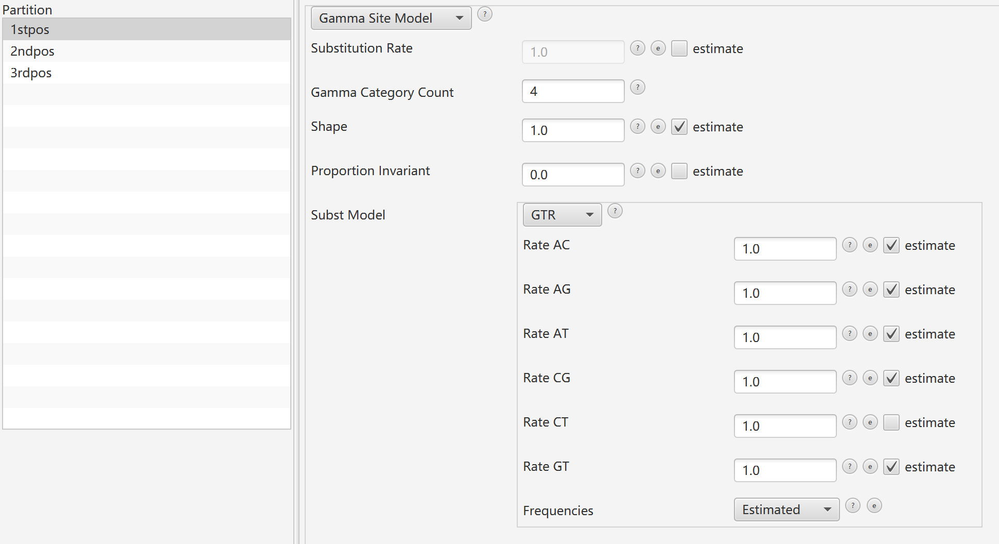 Partition
1stpos
2ndpos
3rdpos
Gamma Site Model ?
Substitution Rate 1.0 ? e estimate
Gamma Category Count 4 ?
Shape 1.0 ? e estimate
Proportion Invariant 0.0 ? e estimate
Subst Model GTR ?
Rate AC 1.0 ? e estimate
Rate AG 1.0 ? e estimate
Rate AT 1.0 ? e estimate
Rate CG 1.0 ? e estimate
Rate CT 1.0 ? e estimate
Rate GT 1.0 ? e estimate
Frequencies Estimated ? e